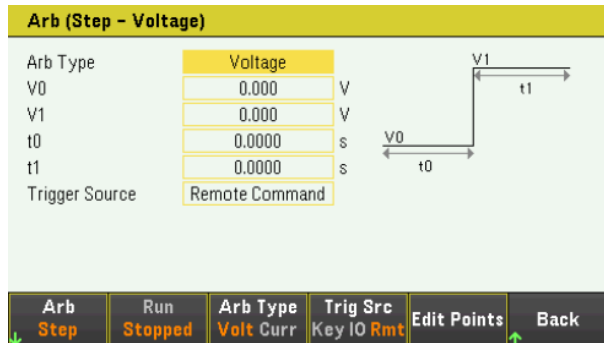 Arb (Step - Voltage)
Arb Type Voltage
V0 0.000 V
V1 0.000 V
t0 0.0000 s
t1 0.0000 s
Trigger Source Remote Command
V1
t1
V0
t0
Arb Run Arb Type Trig Src Edit Points Back
Step Stopped Volt Curr Key IO Rmt